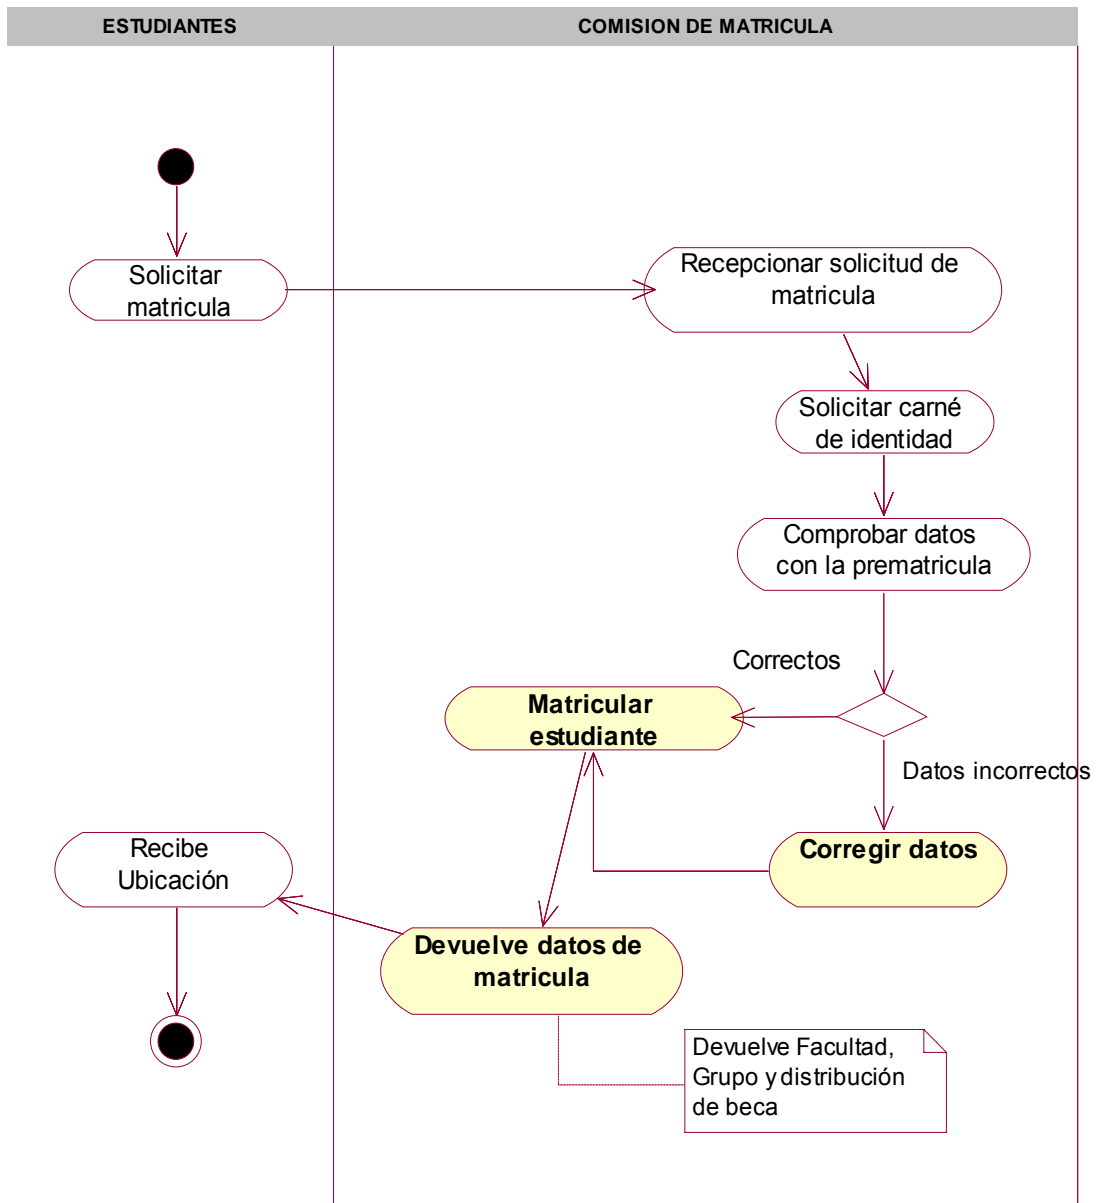 ESTUDIANTES
COMISION DE MATRICULA
Solicitar
matricula
Recepcionar solicitud de
matricula
Solicitar carné
de identidad
Comprobar datos
con la prematricula
Correctos
Matricular
estudiante
Datos incorrectos
Corregir datos
Recibe
Ubicación
Devuelve datos de
matricula
Devuelve Facultad,
Grupo y distribución
de beca